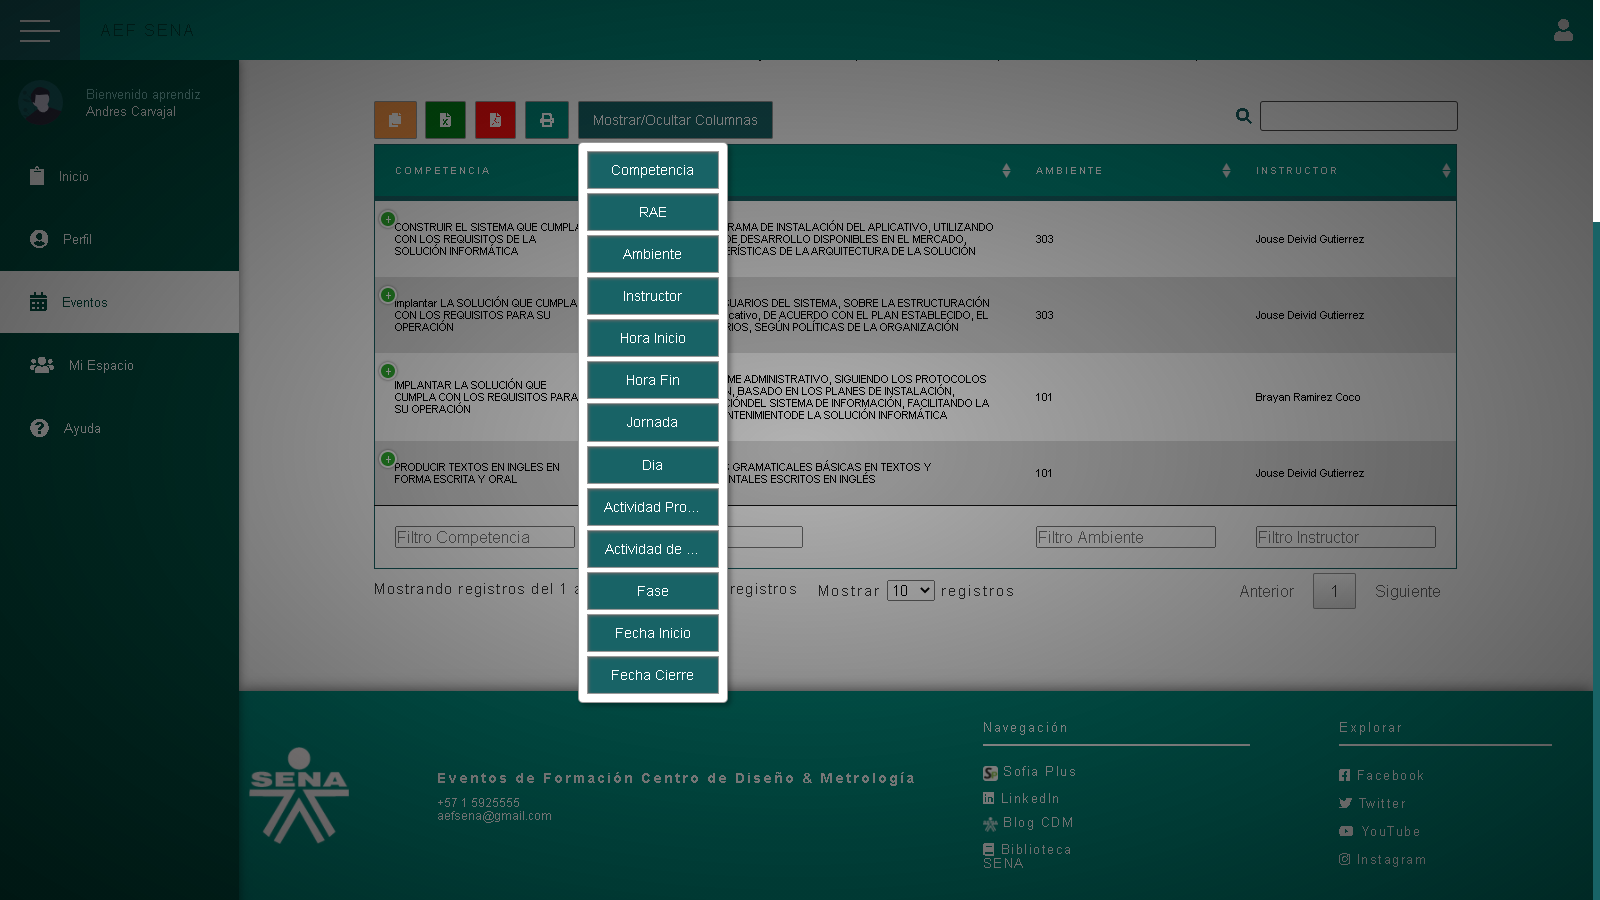 AEF SENA
Bienvenido aprendiz
Andres Carvajal
Inicio
Perfil
Eventos
Mi Espacio
Ayuda
Mostrar/Ocultar Columnas
Competencia
RAE
Ambiente
Instructor
Hora Inicio
Hora Fin
Jornada
Dia
Actividad Pro...
Actividad de ...
Fase
Fecha Inicio
Fecha Cierre
COMPETENCIA
AMBIENTE
INSTRUCTOR
CONSTRUIR EL SISTEMA QUE CUMPLA
CON LOS REQUISITOS DE LA
SOLUCIÓN INFORMÁTICA
RAMA DE INSTALACIÓN DEL APLICATIVO, UTILIZANDO
DE DESARROLLO DISPONIBLES EN EL MERCADO,
ERÍSTICAS DE LA ARQUITECTURA DE LA SOLUCIÓN
303
Jouse Deivid Gutierrez
implantar LA SOLUCIÓN QUE CUMPLA
CON LOS REQUISITOS PARA SU
OPERACIÓN
SUARIOS DEL SISTEMA, SOBRE LA ESTRUCTURACIÓN
icativo, DE ACUERDO CON EL PLAN ESTABLECIDO, EL
RIOS, SEGÚN POLÍTICAS DE LA ORGANIZACIÓN
303
Jouse Deivid Gutierrez
IMPLANTAR LA SOLUCIÓN QUE
CUMPLA CON LOS REQUISITOS PARA
SU OPERACIÓN
ME ADMINISTRATIVO, SIGUIENDO LOS PROTOCOLOS
N, BASADO EN LOS PLANES DE INSTALACIÓN,
CIÓNDEL SISTEMA DE INFORMACIÓN, FACILITANDO LA
NTENIMIENTODE LA SOLUCIÓN INFORMÁTICA
101
Brayan Ramirez Coco
PRODUCIR TEXTOS EN INGLES EN
FORMA ESCRITA Y ORAL
S GRAMATICALES BÁSICAS EN TEXTOS Y
NTALES ESCRITOS EN INGLÉS
101
Jouse Deivid Gutierrez
Filtro Competencia
Filtro Ambiente
Filtro Instructor
Mostrando registros del 1 a
registros
Mostrar 10 registros
Anterior 1 Siguiente
SENA
Eventos de Formación Centro de Diseño & Metrología
+57 1 5925555
aefsena@gmail.com
Navegación
Sofia Plus
LinkedIn
Blog CDM
Biblioteca
SENA
Explorar
Facebook
Twitter
YouTube
Instagram